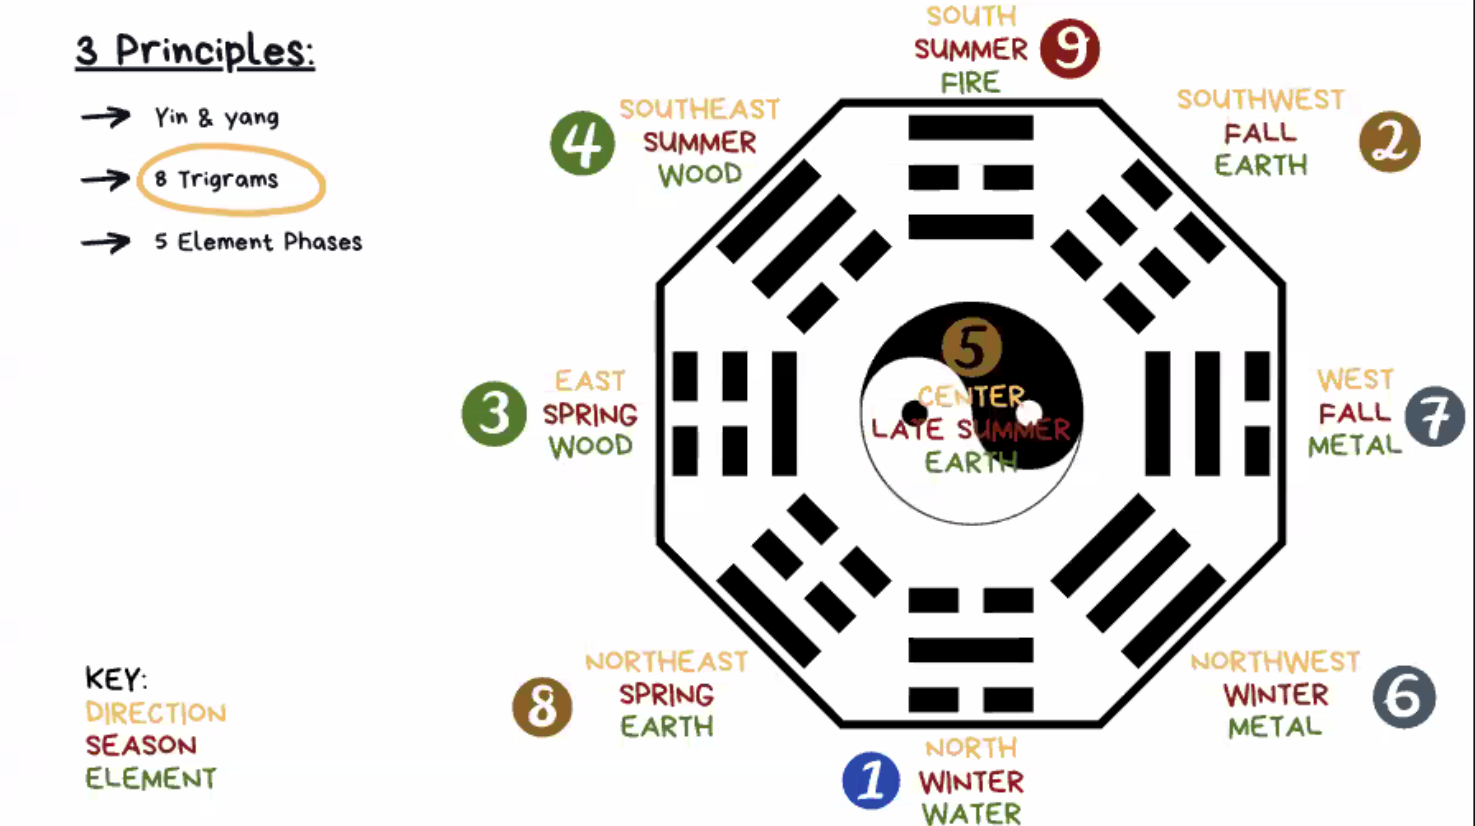 3 Principles:
Yin & yang
8 Trigrams
5 Element Phases
SOUTH
SUMMER
FIRE
9
SOUTHWEST
FALL
EARTH
2
4
SOUTHEAST
SUMMER
WOOD
3
EAST
SPRING
WOOD
5
CENTER
LATE SUMMER
EARTH
WEST
FALL
METAL
7
8
NORTHEAST
SPRING
EARTH
NORTHWEST
WINTER
METAL
6
1
NORTH
WINTER
WATER
KEY:
DIRECTION
SEASON
ELEMENT